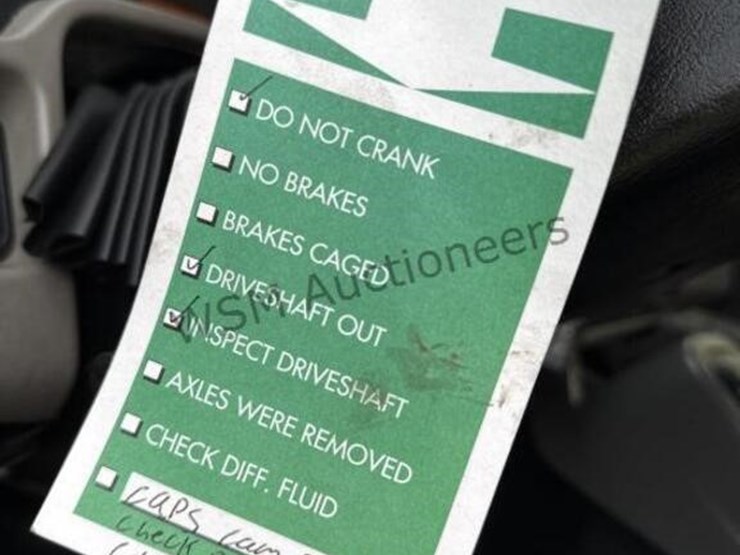 DO NOT CRANK
NO BRAKES
BRAKES CAGED
DRIVESHAFT OUT
INSPECT DRIVESHAFT
AXLES WERE REMOVED
CHECK DIFF. FLUID
caps
check
WSM Auctioneers